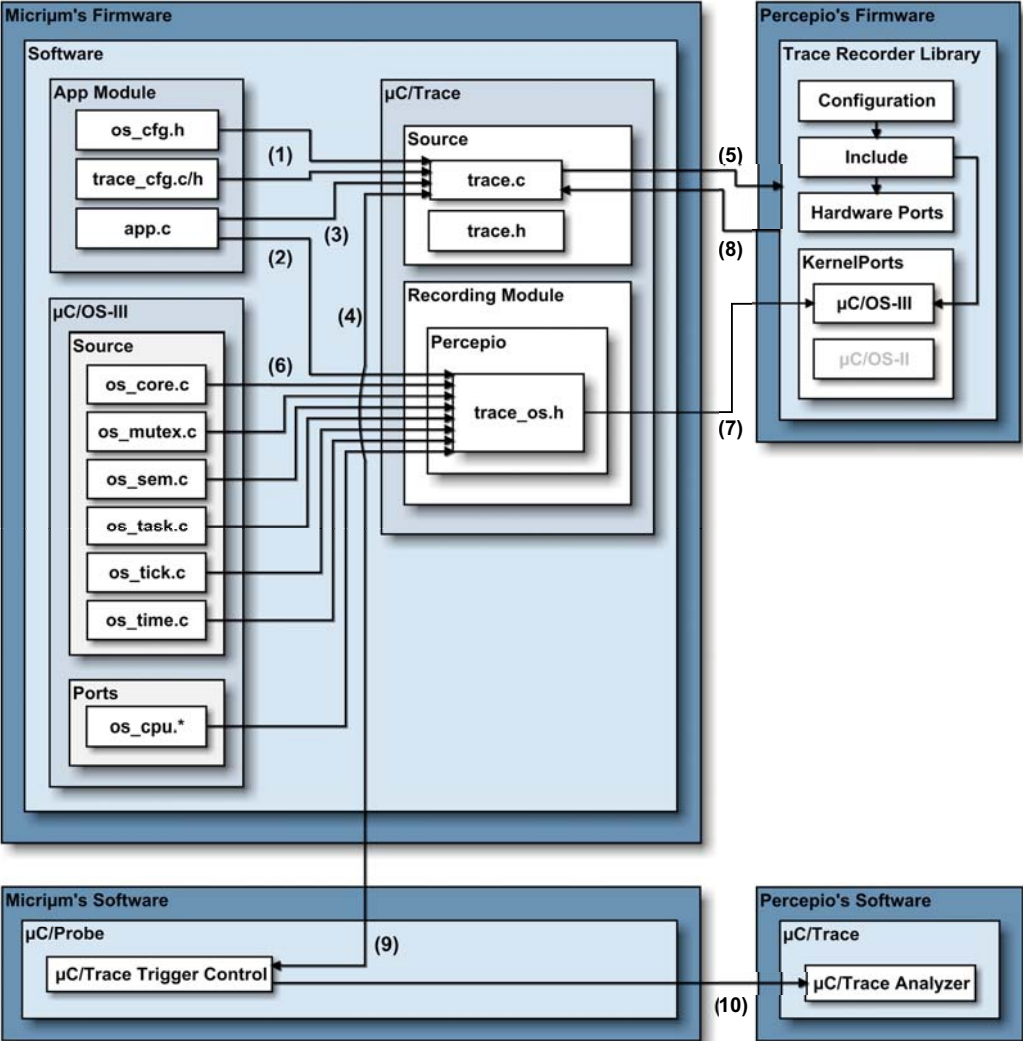 Micriµm's Firmware
Software
App Module
os_cfg.h
trace_cfg.c/h
app.c
(1)
(2)
(3)
(4)
µC/OS-III
Source
os_core.c
os_mutex.c
os_sem.c
os_task.c
os_tick.c
os_time.c
(6)
Ports
os_cpu.*
µC/Trace
Source
trace.c
trace.h
Recording Module
Percepio
trace_os.h
(5)
(8)
(7)
Percepio's Firmware
Trace Recorder Library
Configuration
Include
Hardware Ports
KernelPorts
µC/OS-III
µC/OS-II
Micriµm's Software
µC/Probe
µC/Trace Trigger Control
(9)
(10)
Percepio's Software
µC/Trace
µC/Trace Analyzer